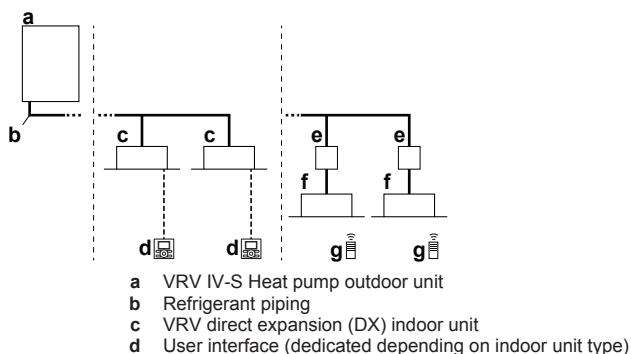 a
b
c c
d d
e e
f f
g g
a VRV IV-S Heat pump outdoor unit
b Refrigerant piping
c VRV direct expansion (DX) indoor unit
d User interface (dedicated depending on indoor unit type)